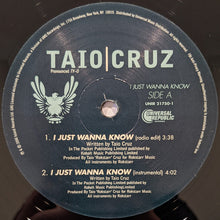 TAIO|CRUZ
Pronounced TY-O
I JUST WANNA KNOW
SIDE A
UNIR 21750-1
UNIVERSAL
REPUBLIC
1. I JUST WANNA KNOW (radio edit) 3:38
Written by Taio Cruz
In The Pocket Publishing Limited published by
Kobalt Music Publishing Limited
Produced by Taio 'Rokstarr' Cruz for Rokstarr Music
All instruments by Rokstarr
2. I JUST WANNA KNOW (instrumental) 4:02
Written by Taio Cruz
In The Pocket Publishing Limited published by
Kobalt Music Publishing Limited
Produced by Taio 'Rokstarr' Cruz for Rokstarr Music
All instruments by Rokstarr